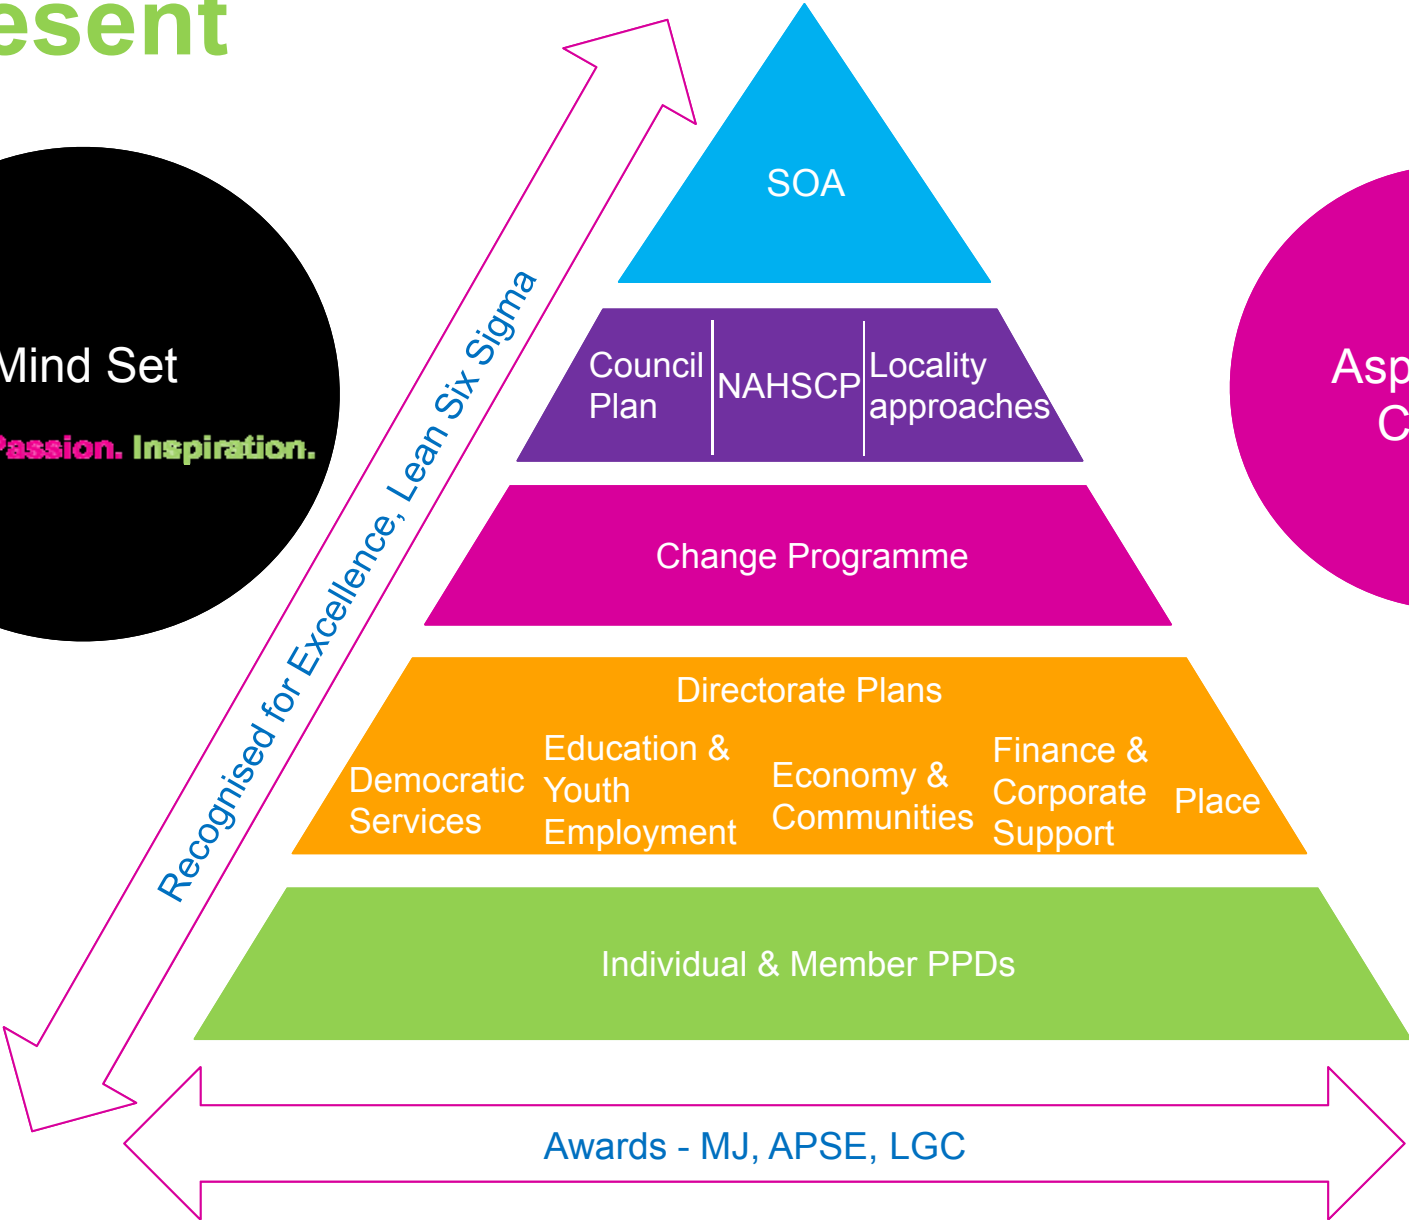 esent
SOA
Council
Plan
NAHSCP
Locality
approaches
Mind Set
Passion. Inspiration.
Asp
C
Recognised for Excellence, Lean Six Sigma
Change Programme
Directorate Plans
Democratic
Services
Education &
Youth
Employment
Economy &
Communities
Finance &
Corporate
Support
Place
Individual & Member PPDs
Awards - MJ, APSE, LGC